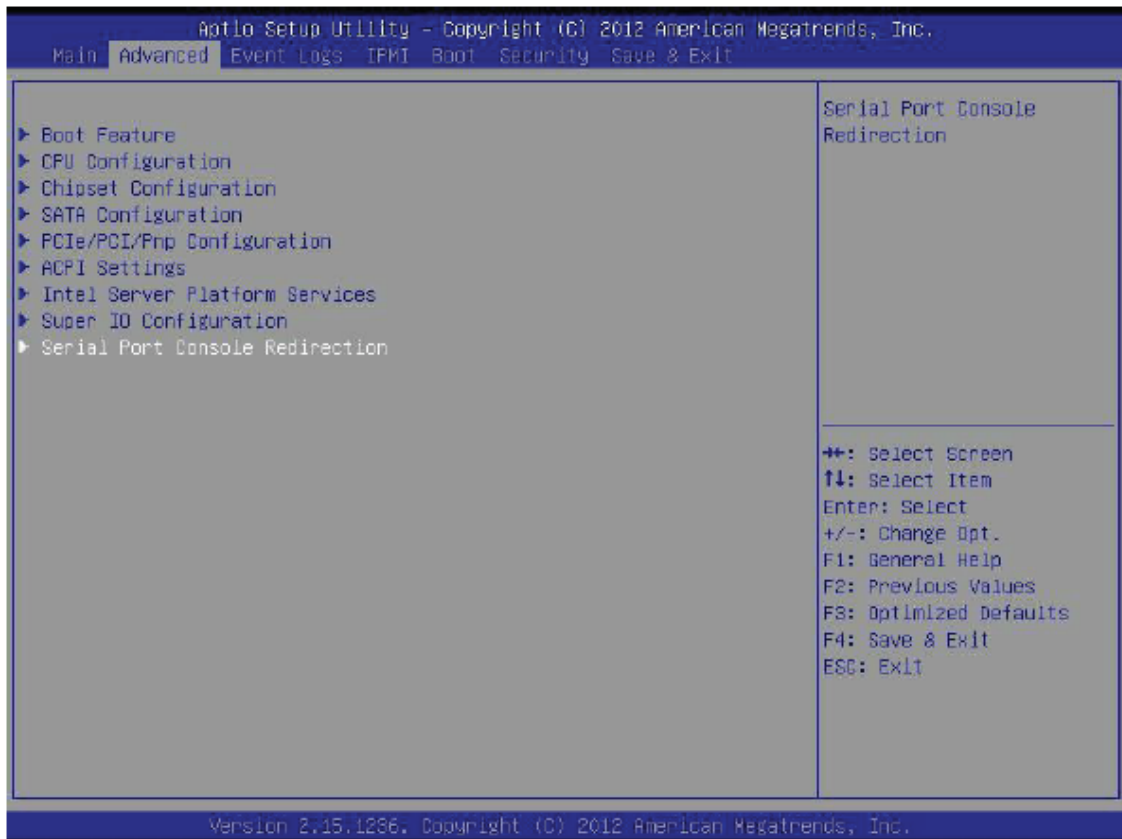 Aptio Setup Utility - Copyright (C) 2012 American Megatrends, Inc.
Main Advanced Event Logs IPMI Boot Security Save & Exit
Serial Port Console
Redirection
▶ Boot Feature
▶ CPU Configuration
▶ Chipset Configuration
▶ SATA Configuration
▶ PCIe/PCI/Pnp Configuration
▶ ACPI Settings
▶ Intel Server Platform Services
▶ Super IO Configuration
▶ Serial Port Console Redirection
→←: Select Screen
↑↓: Select Item
Enter: Select
+/-: Change Opt.
F1: General Help
F2: Previous Values
F3: Optimized Defaults
F4: Save & Exit
ESC: Exit
Version 2.15.1236. Copyright (C) 2012 American Megatrends, Inc.